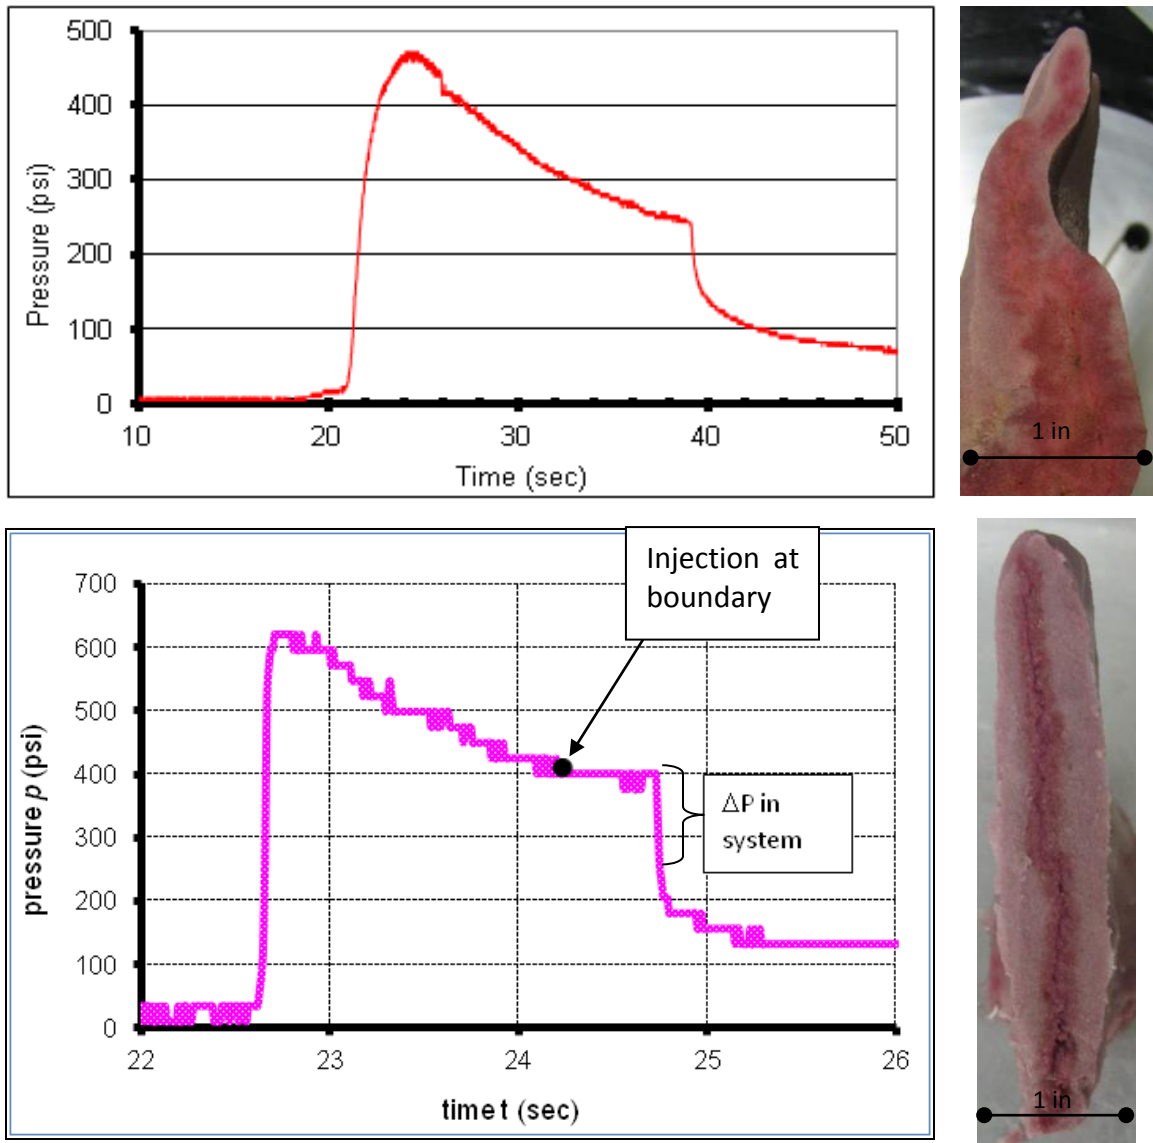 500
400
300
200
100
0
Pressure (psi)
10 20 30 40 50
Time (sec)
1 in
Injection at
boundary
700
600
500
400
300
200
100
0
pressure p (psi)
ΔP in
system
22 23 24 25 26
time t (sec)
1 in